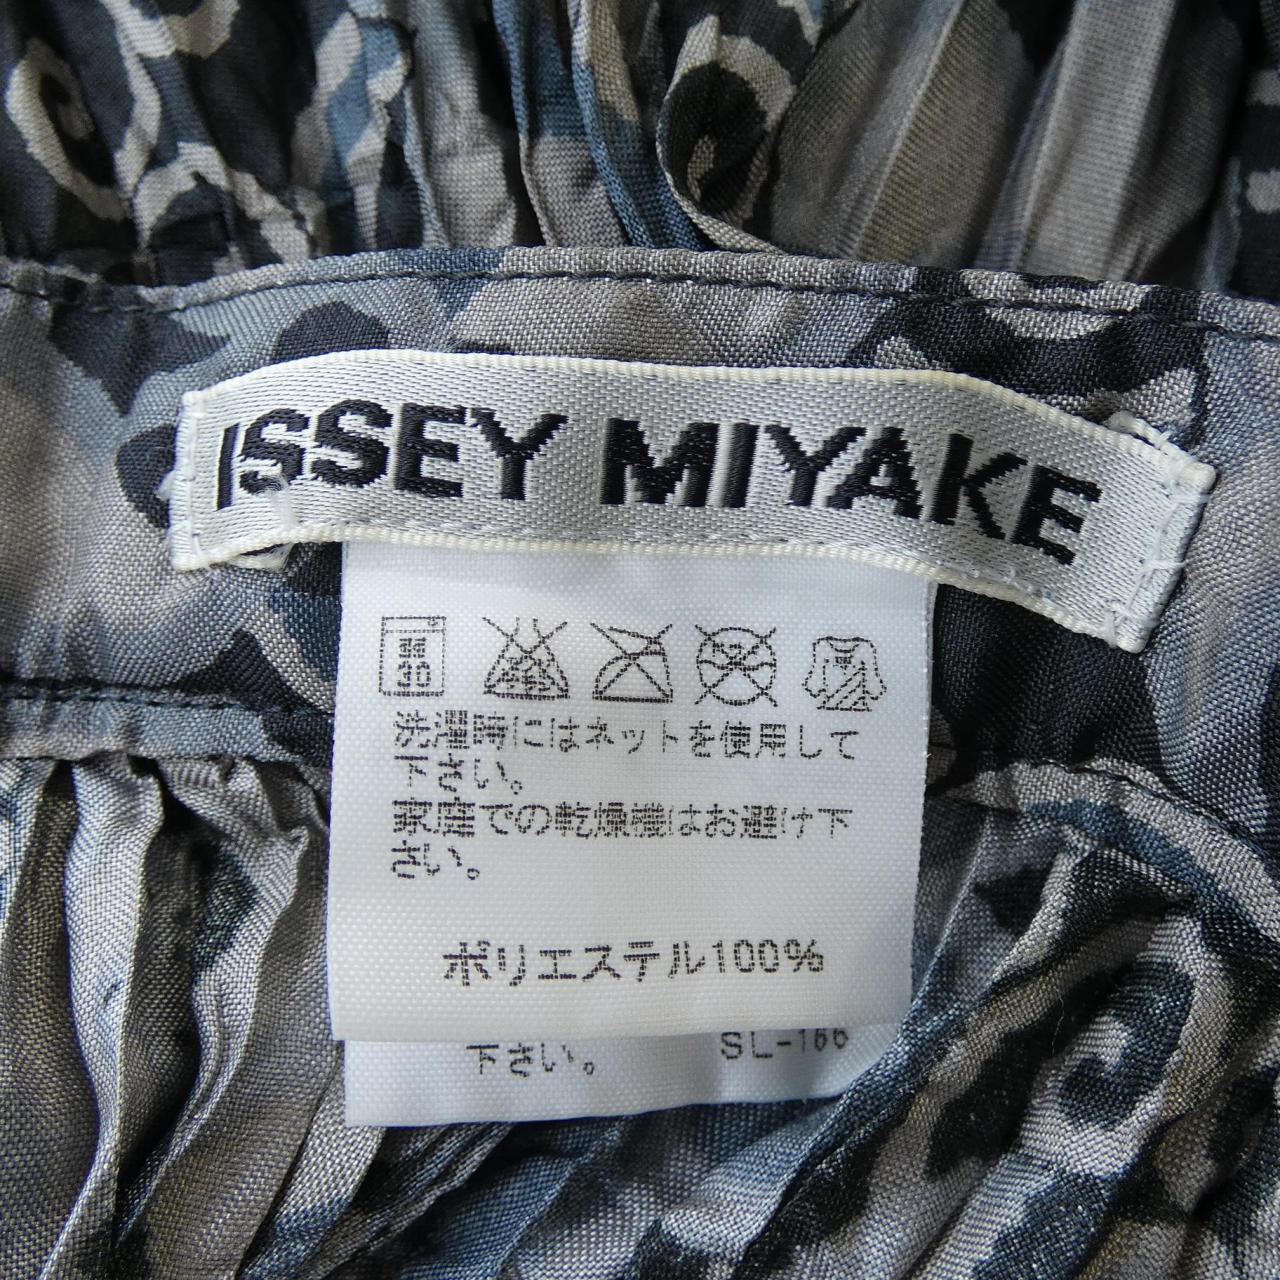 ISSEY MIYAKE
弱
30
洗濯時にはネットを使用して
下さい。
家庭での乾燥機はお避け下
さい。
ポリエステル100%
下さい。 SL-166